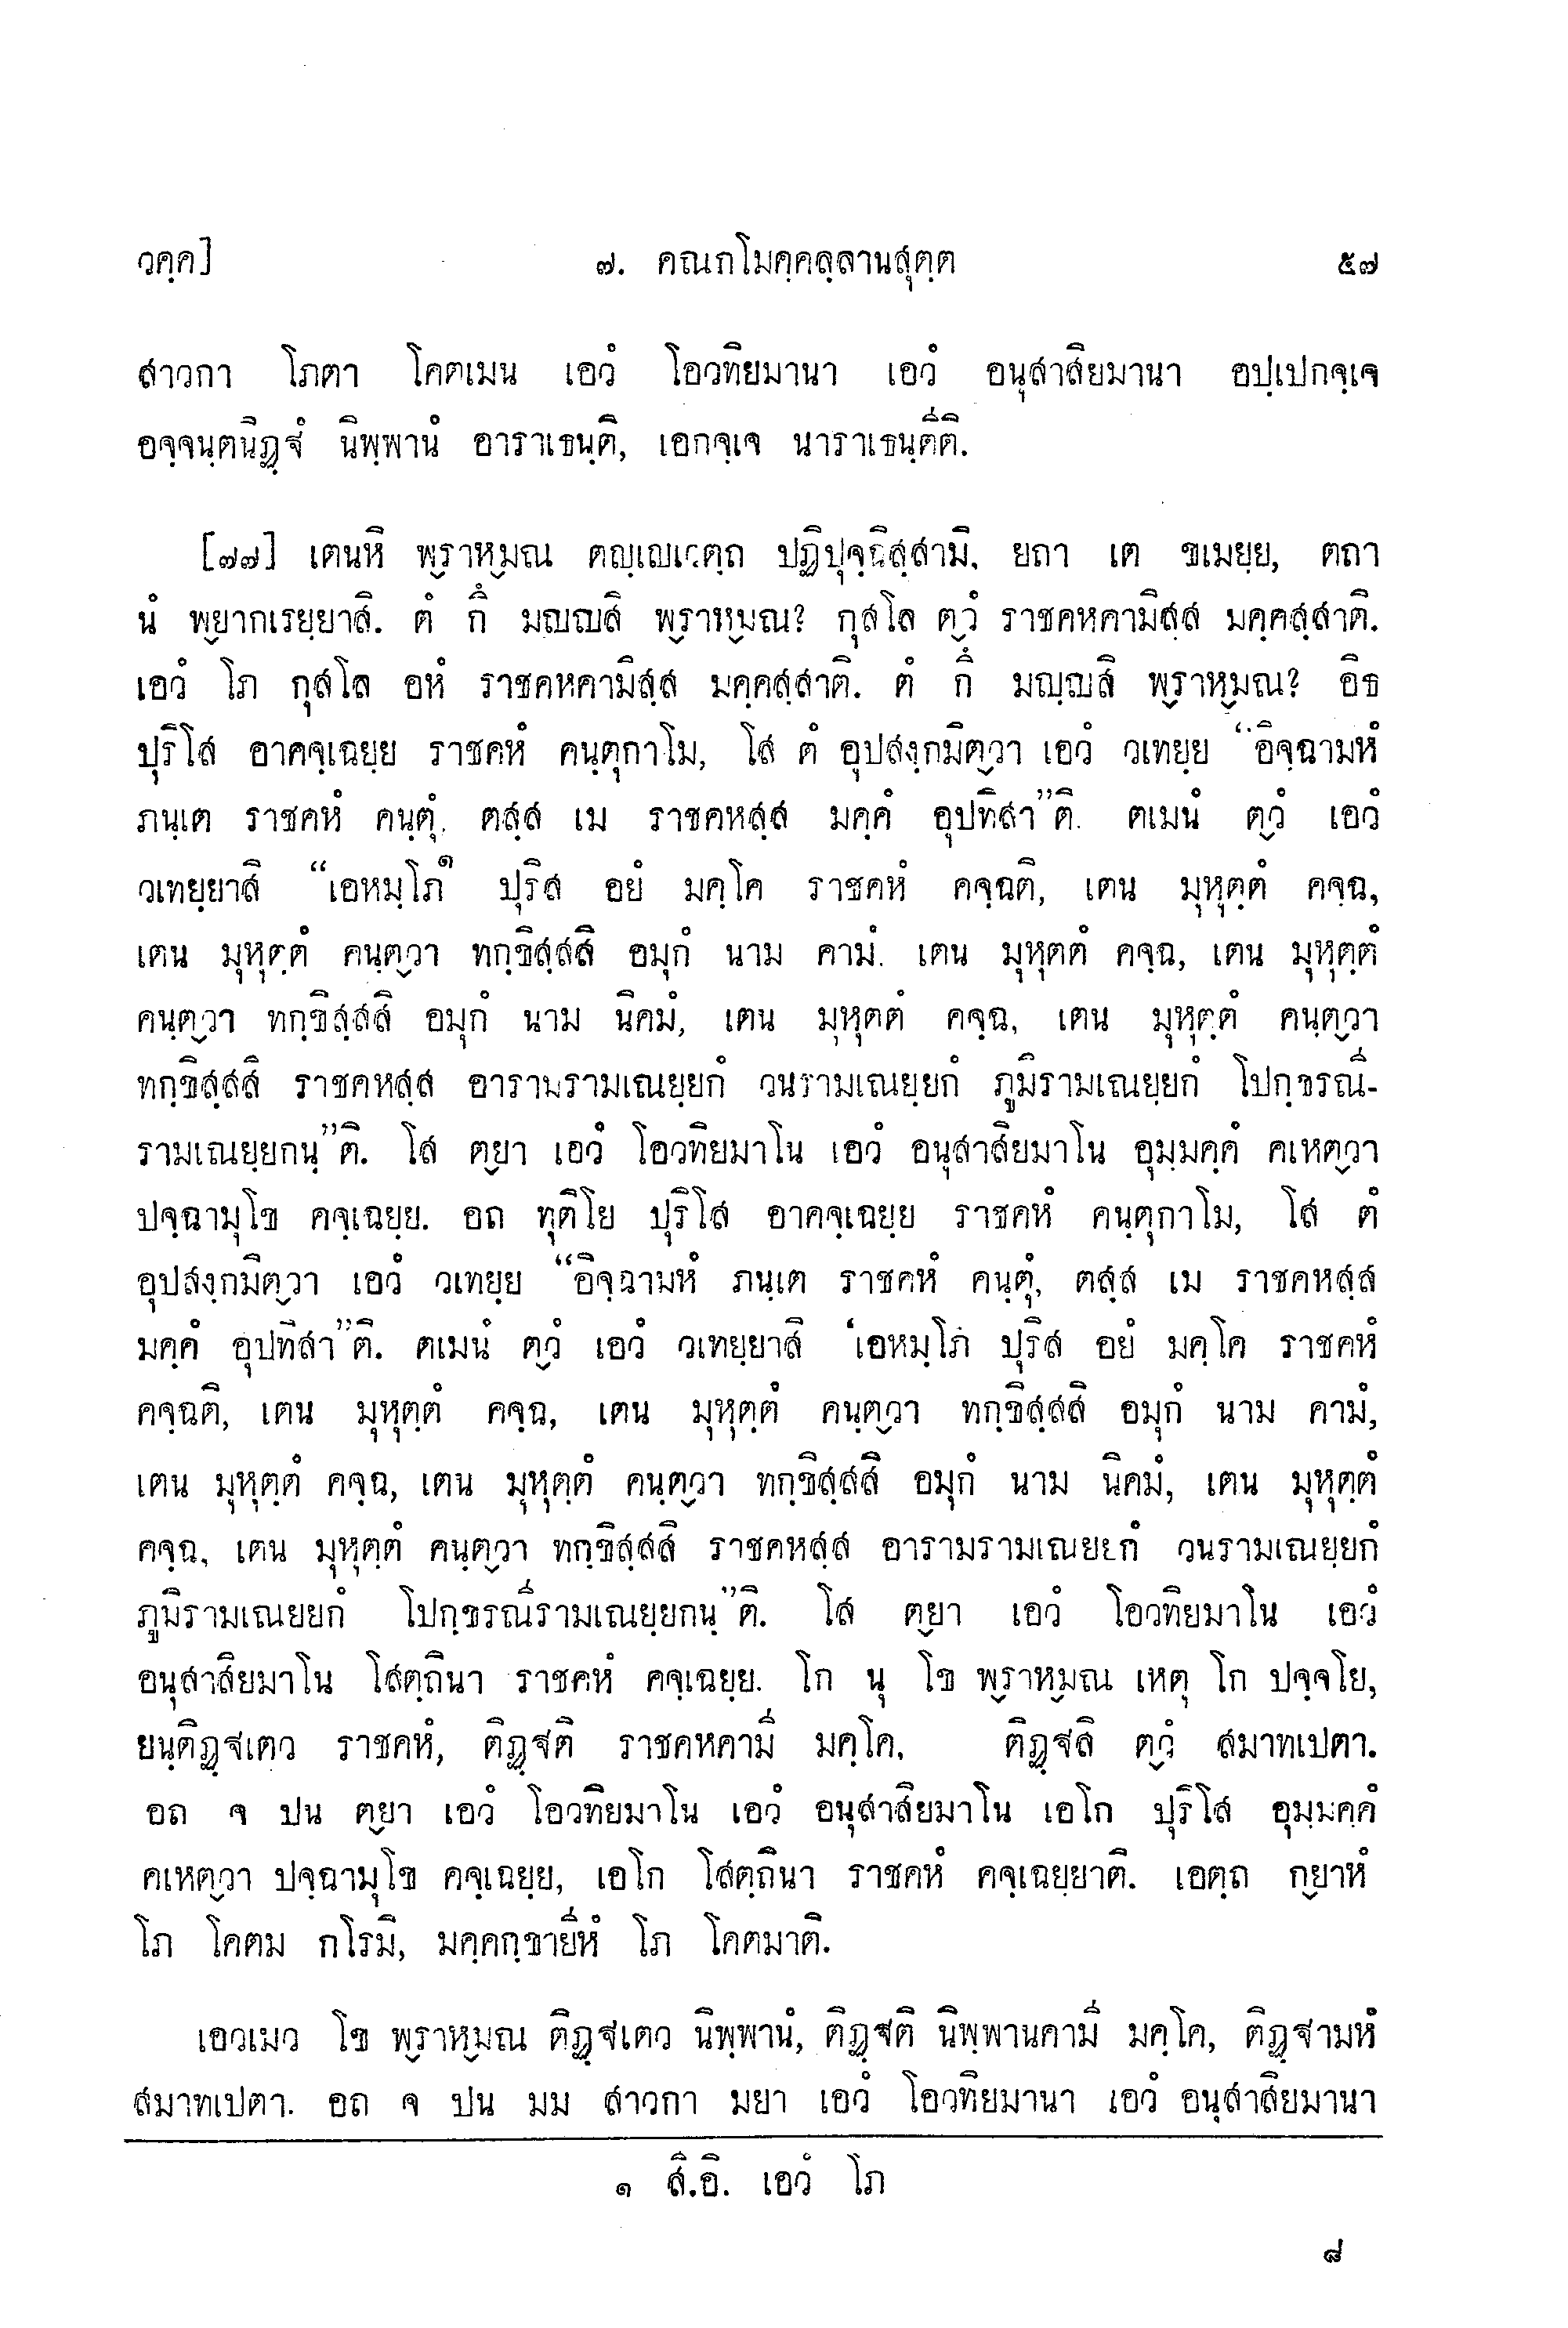 วคฺค] ๗. คณกโมคฺคลฺลานสุตฺต ๕๗
สาวกา โภตา โคตเมน เอวํ โอวทิยมานา เอวํ อนุสาสิยมานา อปฺเปกจฺเจ
อจฺจนฺตนิฏฺฐํ นิพฺพานํ อาราเธนฺติ, เอกจฺเจ นาราเธนฺตีติ.
[๗๗] เตนหิ พฺราหฺมณ ตญฺเญเวตฺถ ปฏิปุจฺฉิสฺสามิ, ยถา เต ขเมยฺย, ตถา
นํ พฺยากเรยฺยาสิ. ตํ กึ มญฺญสิ พฺราหฺมณ? กุสโล ตฺวํ ราชคหคามิสฺส มคฺคสฺสาติ.
เอวํ โภ กุสโล อหํ ราชคหคามิสฺส มคฺคสฺสาติ. ตํ กึ มญฺญสิ พฺราหฺมณ? อิธ
ปุริโส อาคจฺเฉยฺย ราชคหํ คนฺตุกาโม, โส ตํ อุปสงฺกมิตฺวา เอวํ วเทยฺย “อิจฺฉามหํ
ภนฺเต ราชคหํ คนฺตุํ, ตสฺส เม ราชคหสฺส มคฺคํ อุปทิสา”ติ. ตเมนํ ตฺวํ เอวํ
วเทยฺยาสิ “เอหมฺโภ๑ ปุริส อยํ มคฺโค ราชคหํ คจฺฉติ, เตน มุหุตฺตํ คจฺฉ,
เตน มุหุตฺตํ คนฺตฺวา ทกฺขิสฺสสิ อมุกํ นาม คามํ. เตน มุหุตตํ คจฺฉ, เตน มุหุตฺตํ
คนฺตฺวา ทกฺขิสฺสสิ อมุกํ นาม นิคมํ, เตน มุหุตตํ คจฺฉ, เตน มุหุตฺตํ คนฺตฺวา
ทกฺขิสฺสสิ ราชคหสฺส อารามรามเณยฺยกํ วนรามเณยฺยกํ ภูมิรามเณยฺยกํ โปกฺขรณี-
รามเณยฺยกนฺ”ติ. โส ตฺยา เอวํ โอวทิยมาโน เอวํ อนุสาสิยมาโน อุมฺมคฺคํ คเหตฺวา
ปจฺฉามุโข คจฺเฉยฺย. อถ ทุติโย ปุริโส อาคจฺเฉยฺย ราชคหํ คนฺตุกาโม, โส ตํ
อุปสงฺกมิตฺวา เอวํ วเทยฺย “อิจฺฉามหํ ภนฺเต ราชคหํ คนฺตุํ, ตสฺส เม ราชคหสฺส
มคฺคํ อุปทิสา”ติ. ตเมนํ ตฺวํ เอวํ วเทยฺยาสิ ‘เอหมฺโภ ปุริส อยํ มคฺโค ราชคหํ
คจฺฉติ, เตน มุหุตฺตํ คจฺฉ, เตน มุหุตฺตํ คนฺตฺวา ทกฺขิสฺสสิ อมุกํ นาม คามํ,
เตน มุหุตฺตํ คจฺฉ, เตน มุหุตฺตํ คนฺตฺวา ทกฺขิสฺสสิ อมุกํ นาม นิคมํ, เตน มุหุตฺตํ
คจฺฉ, เตน มุหุตฺตํ คนฺตฺวา ทกฺขิสฺสสิ ราชคหสฺส อารามรามเณยฺยกํ วนรามเณยฺยกํ
ภูมิรามเณยยกํ โปกฺขรณีรามเณยฺยกนฺ”ติ. โส ตฺยา เอวํ โอวทิยมาโน เอวํ
อนุสาสิยมาโน โสตฺถินา ราชคหํ คจฺเฉยฺย. โก นุ โข พฺราหฺมณ เหตุ โก ปจฺจโย,
ยนฺติฏฺฐเตว ราชคหํ, ติฏฺฐติ ราชคหคามี มคฺโค, ติฏฺฐสิ ตฺวํ สมาทเปตา.
อถ จ ปน ตฺยา เอวํ โอวทิยมาโน เอวํ อนุสาสิยมาโน เอโก ปุริโส อุมฺมคฺคํ
คเหตฺวา ปจฺฉามุโข คจฺเฉยฺย, เอโก โสตฺถินา ราชคหํ คจฺเฉยฺยาติ. เอตฺถ กฺยาหํ
โภ โคตม กโรมิ, มคฺคกฺขายีหํ โภ โคตมาติ.
เอวเมว โข พฺราหฺมณ ติฏฺฐเตว นิพฺพานํ, ติฏฺฐติ นิพฺพานคามี มคฺโค, ติฏฺฐามหํ
สมาทเปตา. อถ จ ปน มม สาวกา มยา เอวํ โอวทิยมานา เอวํ อนุสาสิยมานา
๑ สี.อิ. เอวํ โภ
๘